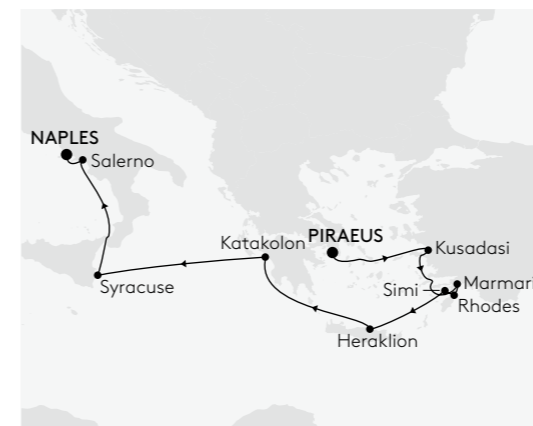 NAPLES
Salerno
Katakolon
PIRAEUS
Kusadasi
Syracuse
Simi
Marmari
Rhodes
Heraklion